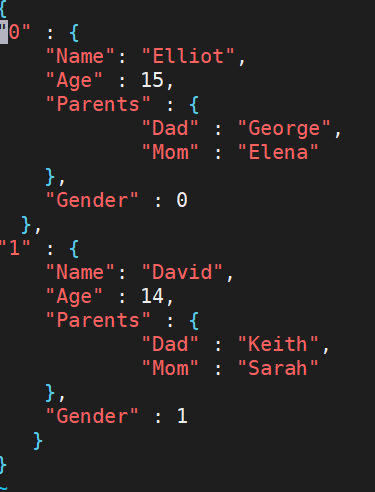 {
"0" : {
    "Name": "Elliot",
    "Age" : 15,
    "Parents" : {
            "Dad" : "George",
            "Mom" : "Elena"
    },
    "Gender" : 0
  },
"1" : {
    "Name": "David",
    "Age" : 14,
    "Parents" : {
            "Dad" : "Keith",
            "Mom" : "Sarah"
    },
    "Gender" : 1
   }
}
~